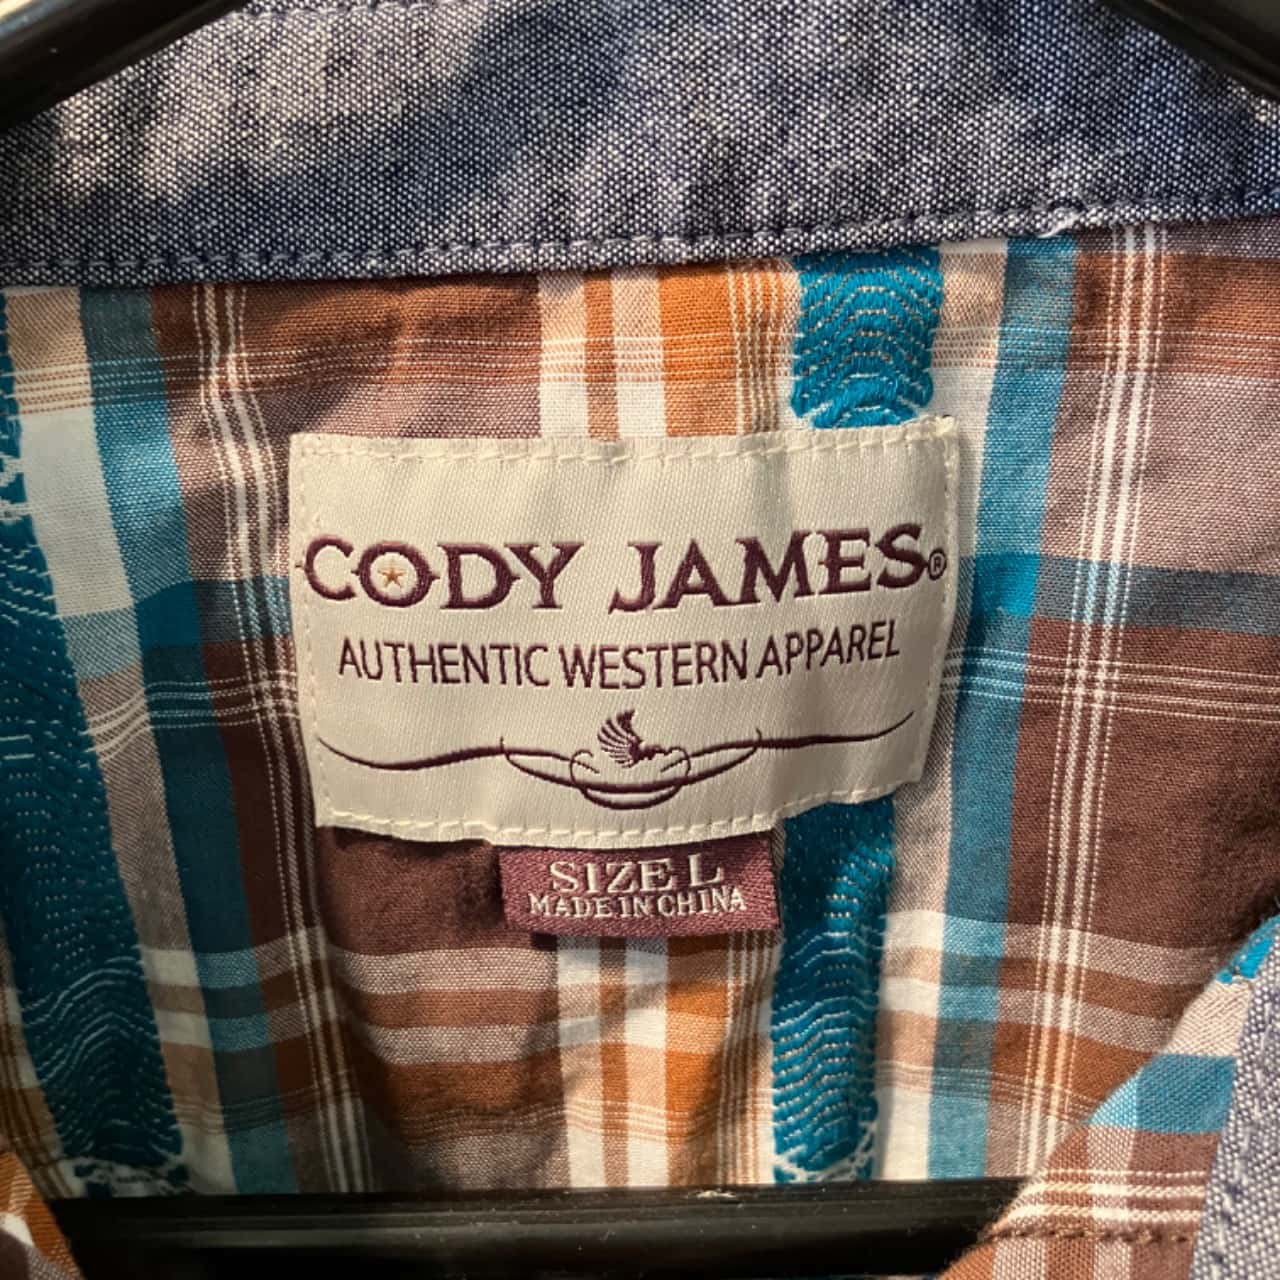 CODY JAMES®
AUTHENTIC WESTERN APPAREL
SIZE L
MADE IN CHINA